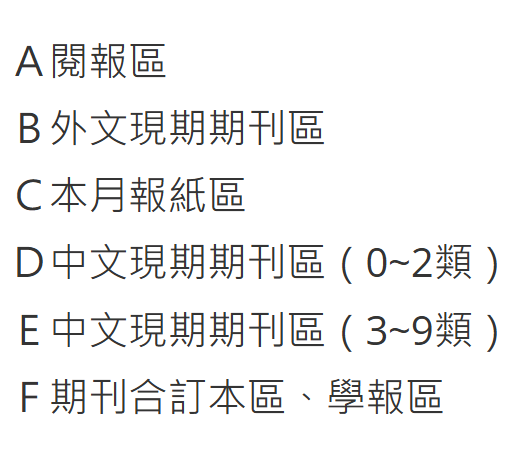 A 閱報區
B 外文現期期刊區
C 本月報紙區
D 中文現期期刊區（0~2類）
E 中文現期期刊區（3~9類）
F 期刊合訂本區、學報區